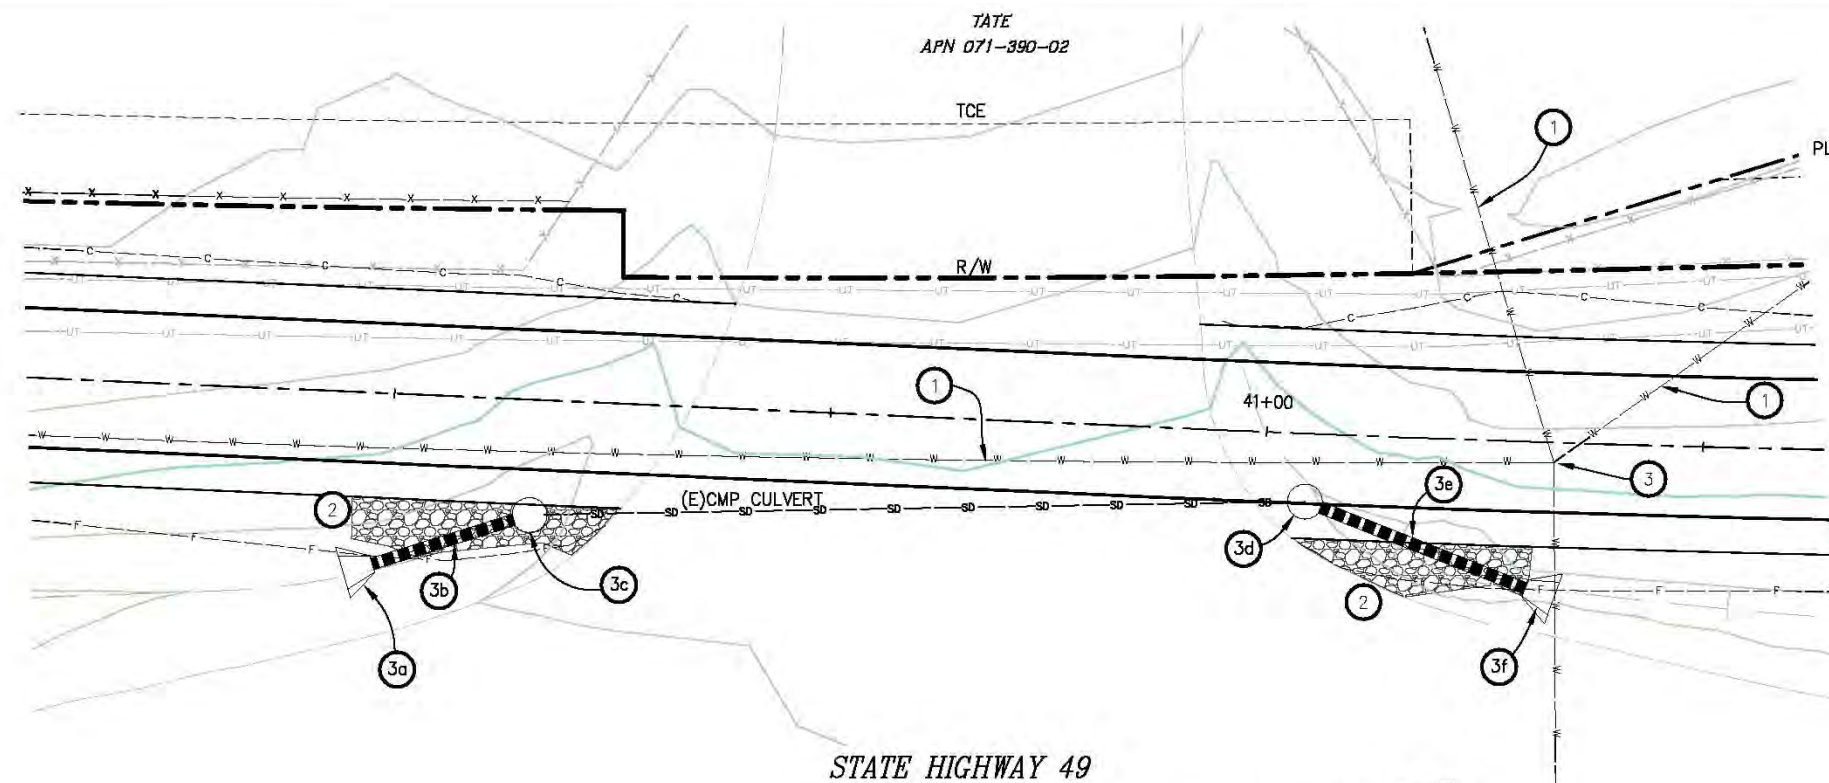 TATE
APN 071-390-02
TCE
1
PL
R/W
1
41+00
1
2
(E)CMP CULVERT
3e
3
3d
3b
3c
2
3a
3f
STATE HIGHWAY 49